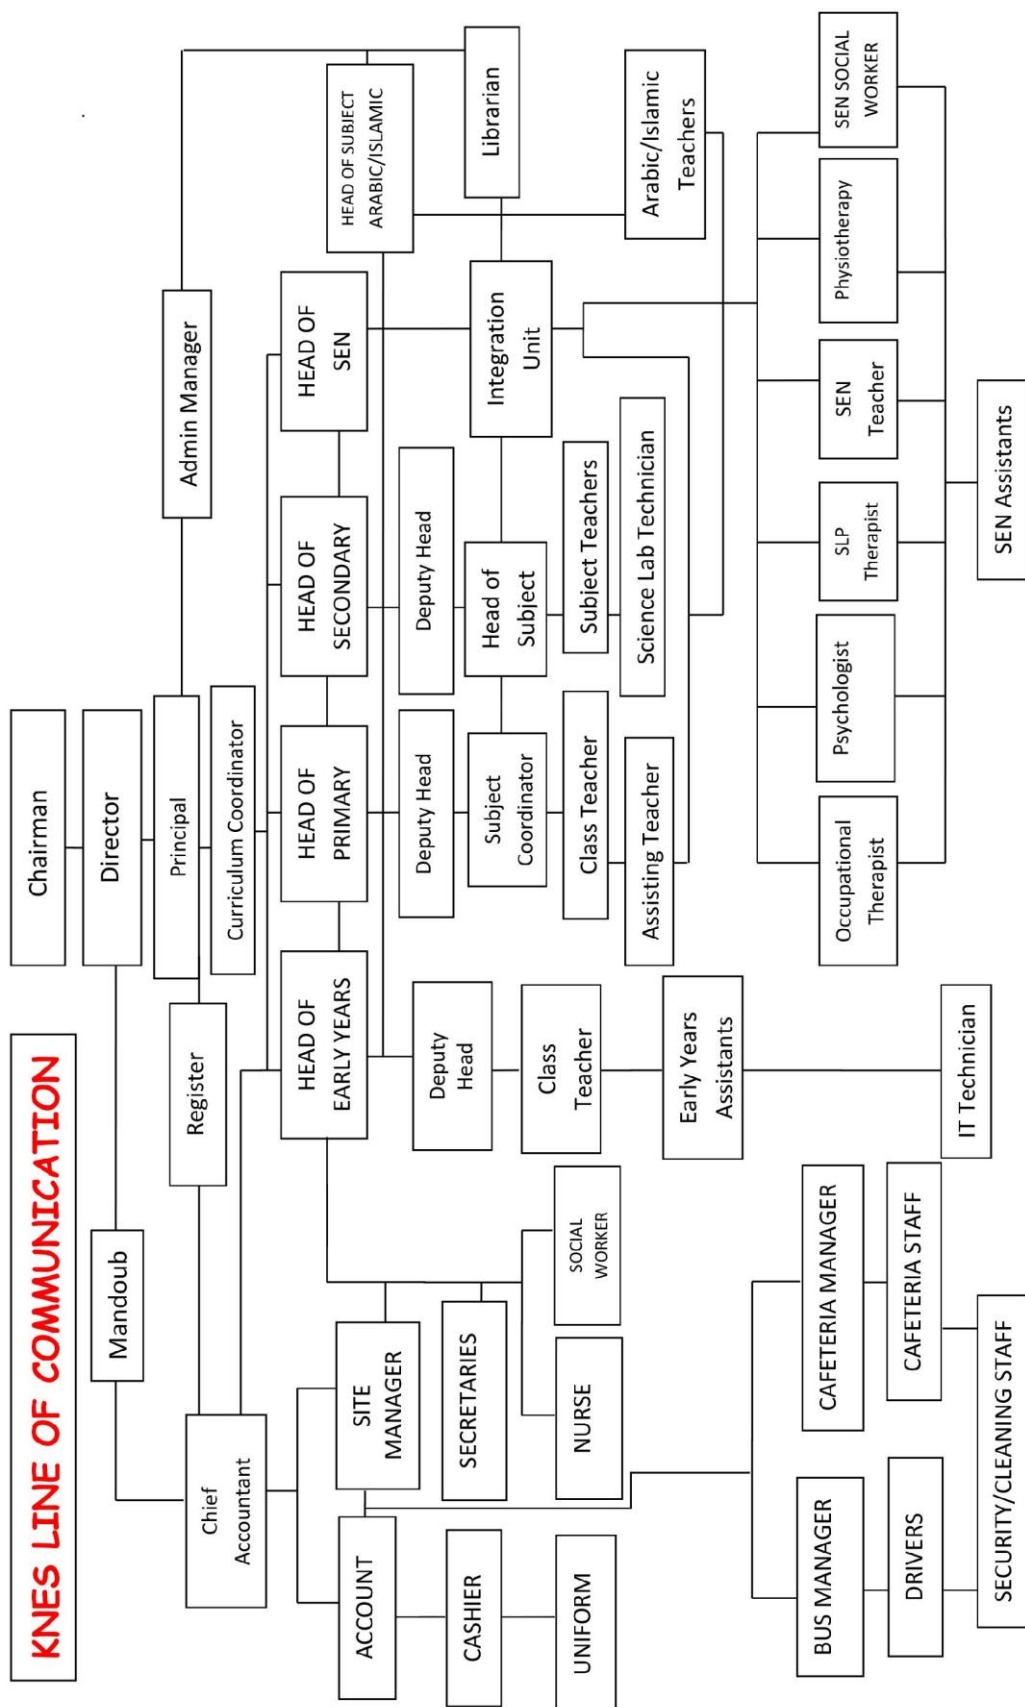 KNES LINE OF COMMUNICATION
Chairman
Director
Mandoub
Principal
Admin Manager
Register
Curriculum Coordinator
Chief
Accountant
HEAD OF
EARLY YEARS
HEAD OF
PRIMARY
HEAD OF
SECONDARY
HEAD OF
SEN
HEAD OF SUBJECT
ARABIC/ISLAMIC
ACCOUNT
SITE
MANAGER
Deputy
Head
Deputy Head
Deputy Head
CASHIER
SECRETARIES
Subject
Coordinator
Head of
Subject
Integration
Unit
Librarian
Class
Teacher
UNIFORM
NURSE
SOCIAL
WORKER
Class Teacher
Subject Teachers
Early Years
Assistants
Assisting Teacher
Science Lab Technician
Arabic/Islamic
Teachers
BUS MANAGER
CAFETERIA MANAGER
Occupational
Therapist
Psychologist
SLP
Therapist
SEN
Teacher
Physiotherapy
SEN SOCIAL
WORKER
DRIVERS
CAFETERIA STAFF
IT Technician
SECURITY/CLEANING STAFF
SEN Assistants